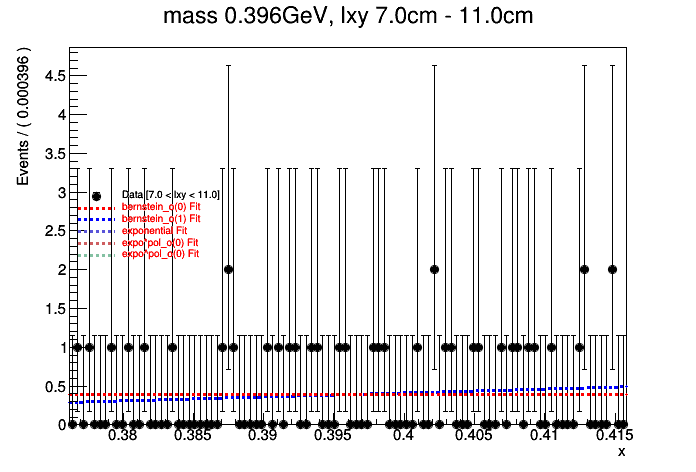 mass 0.396GeV, lxy 7.0cm - 11.0cm
Events / ( 0.000396 )
4.5
4
3.5
3
2.5
2
1.5
1
0.5
0
Data [7.0 < lxy < 11.0]
bernstein_o(0) Fit
bernstein_o(1) Fit
exponential Fit
expo*pol_o(0) Fit
expo*pol_o(0) Fit
0.38 0.385 0.39 0.395 0.4 0.405 0.41 0.415
x